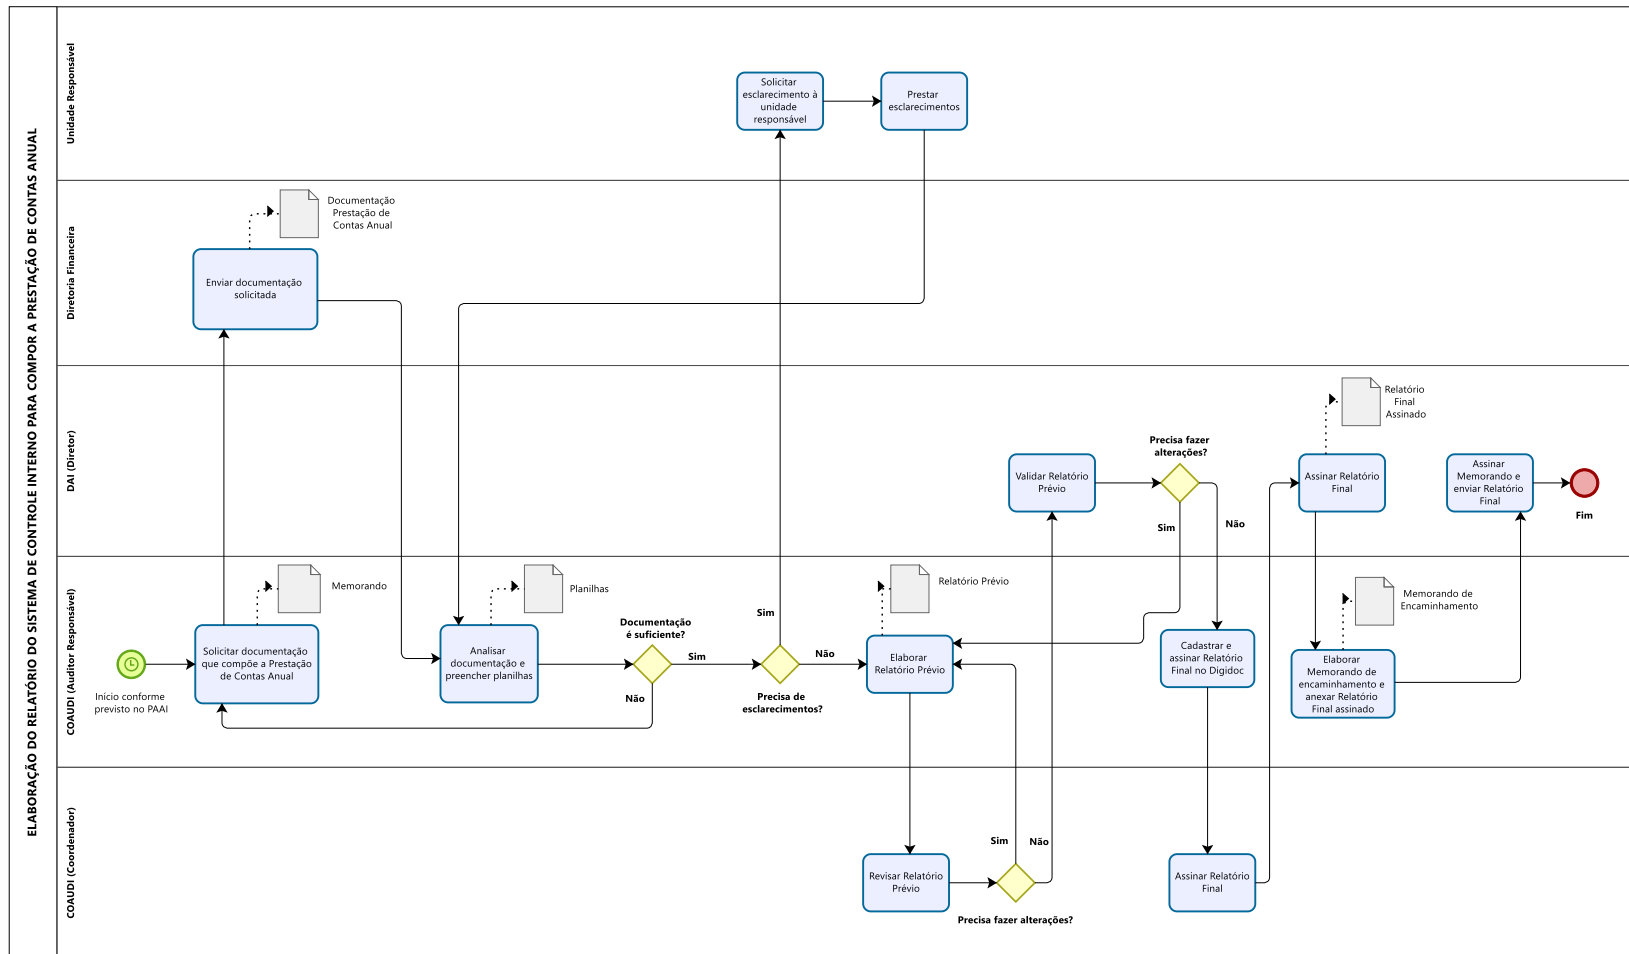 ELABORAÇÃO DO RELATÓRIO DO SISTEMA DE CONTROLE INTERNO PARA COMPOR A PRESTAÇÃO DE CONTAS ANUAL
Unidade Responsável
Solicitar
esclarecimento à
unidade
responsável
Prestar
esclarecimentos
Diretoria Financeira
Documentação
Prestação de
Contas Anual
Enviar documentação
solicitada
DAI (Diretor)
Relatório
Final
Assinado
Precisa fazer
alterações?
Validar Relatório
Prévio
Sim
Não
Assinar Relatório
Final
Assinar
Memorando e
enviar Relatório
Final
Fim
COAUDI (Auditor Responsável)
Início conforme
previsto no PAAI
Memorando
Solicitar documentação
que compõe a Prestação
de Contas Anual
Planilhas
Analisar
documentação e
preencher planilhas
Documentação
é suficiente?
Sim
Não
Sim
Não
Precisa de
esclarecimentos?
Relatório Prévio
Elaborar
Relatório Prévio
Cadastrar e
assinar Relatório
Final no Digidoc
Memorando de
Encaminhamento
Elaborar
Memorando de
encaminhamento e
anexar Relatório
Final assinado
COAUDI (Coordenador)
Revisar Relatório
Prévio
Sim
Não
Precisa fazer alterações?
Assinar Relatório
Final